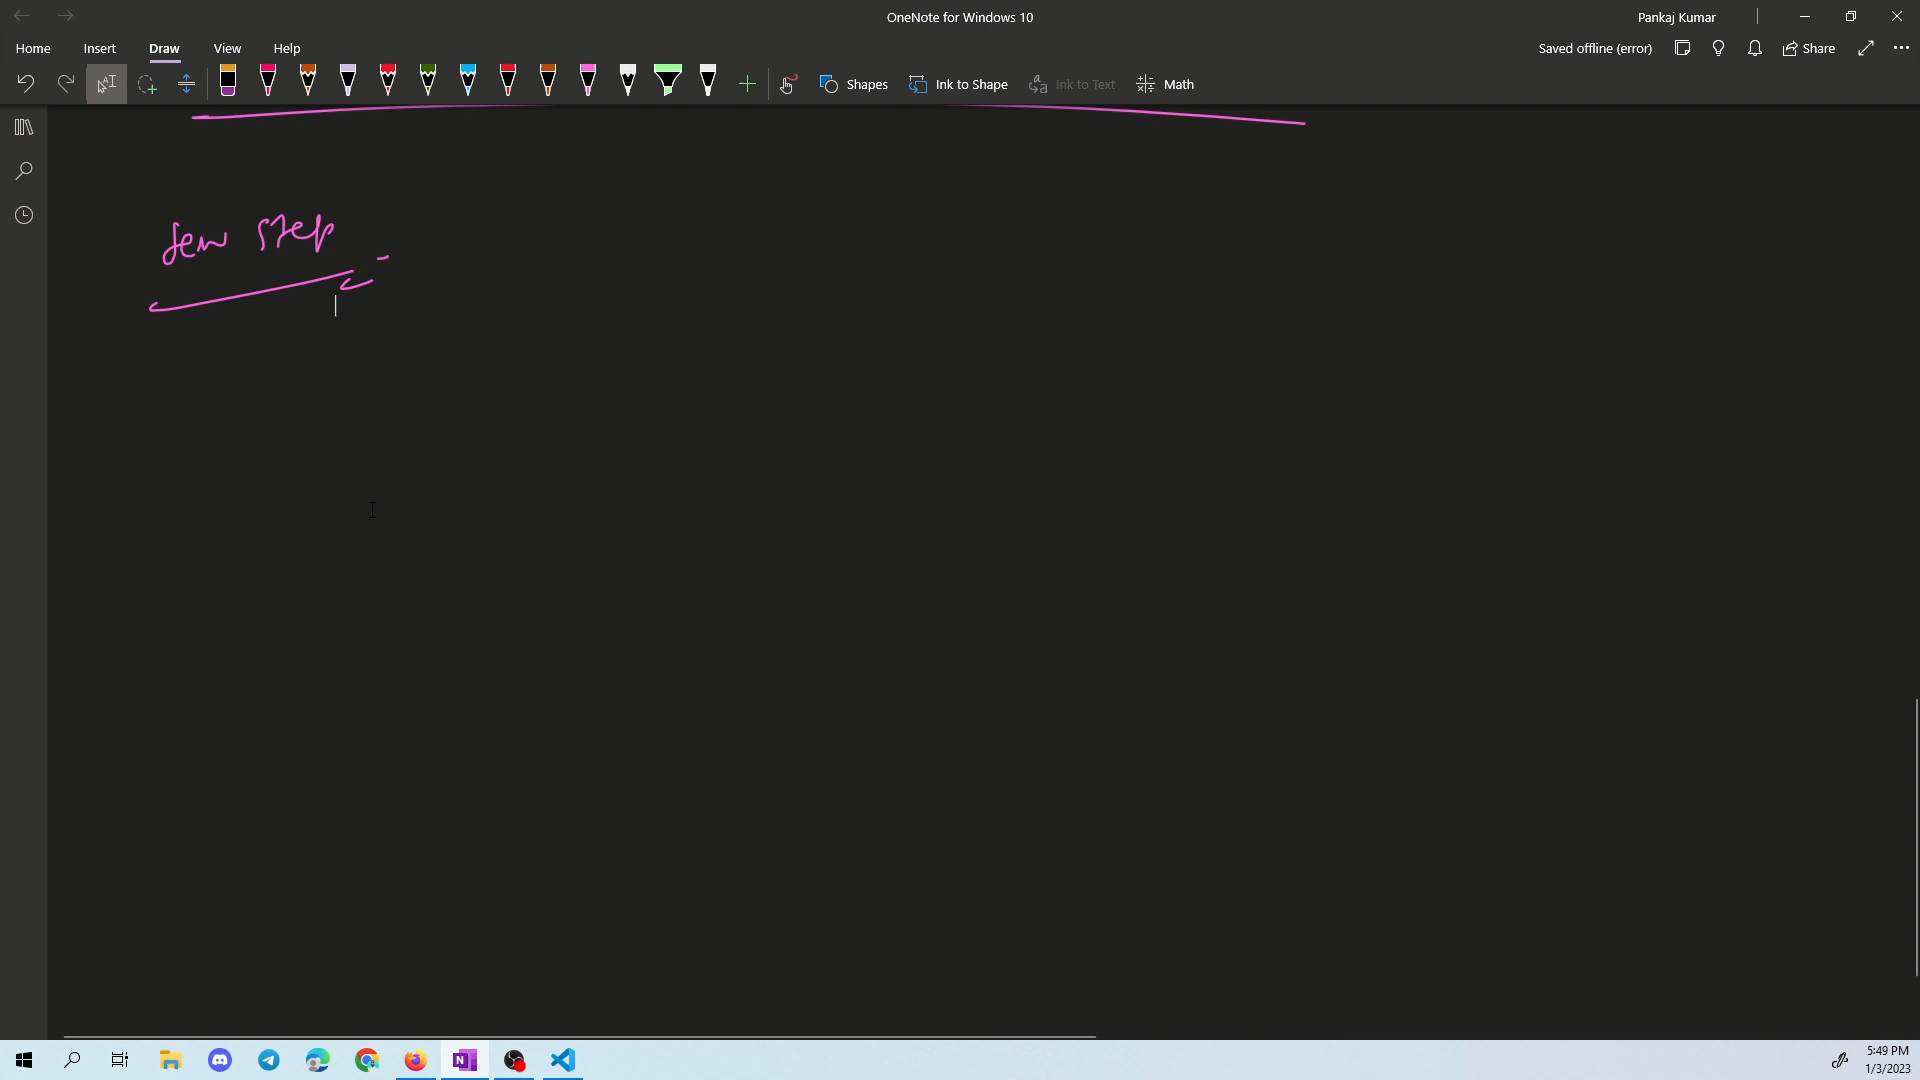 OneNote for Windows 10
Pankaj Kumar
Home Insert Draw View Help
Saved offline (error)
Share
Shapes
Ink to Shape
Ink to Text
Math
few step
5:49 PM
1/3/2023